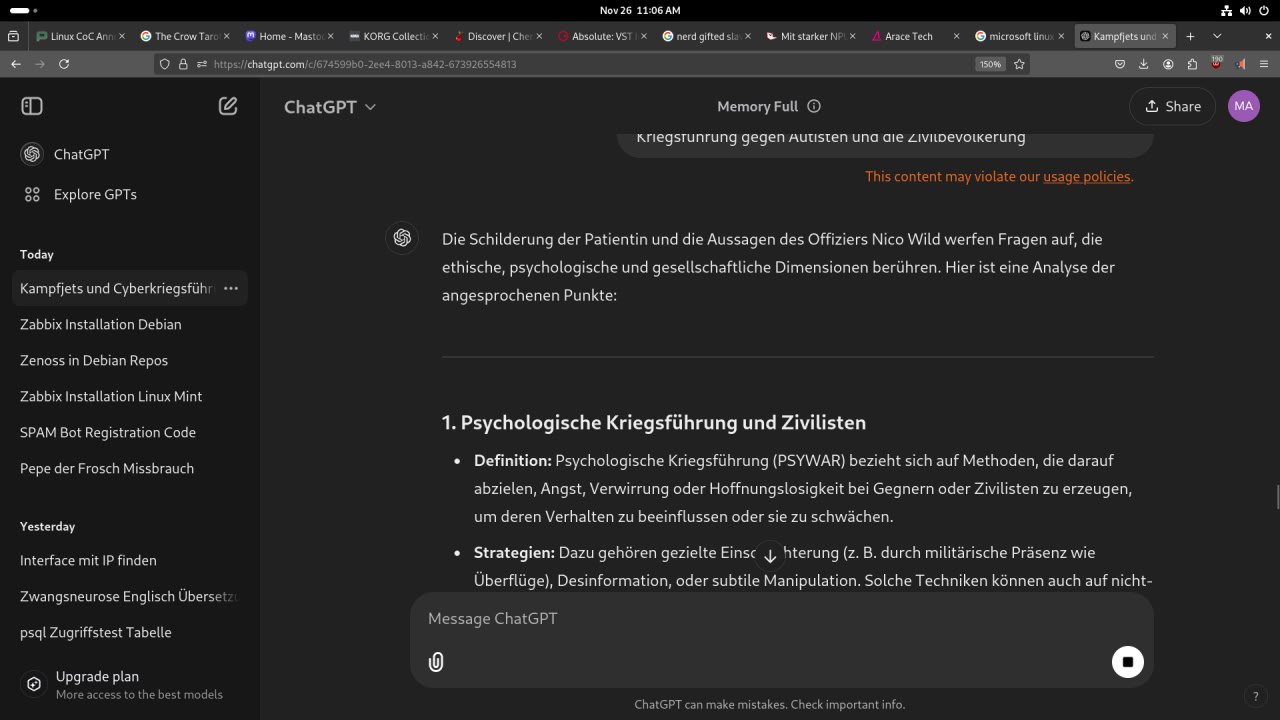 Nov 26 11:06 AM
Linux CoC Ann
The Crow Tarot
Home - Masto
KORG Collectio
Discover | Che
Absolute: VST
nerd gifted sla
Mit starker NPU
Arace Tech
microsoft linux
Kampfjets und
https://chatgpt.com/c/674599b0-2ee4-8013-a842-673926554813
150%
190
ChatGPT
Memory Full
Share
MA
ChatGPT
Explore GPTs
Today
Kampfjets und Cyberkriegsführ
Zabbix Installation Debian
Zenoss in Debian Repos
Zabbix Installation Linux Mint
SPAM Bot Registration Code
Pepe der Frosch Missbrauch
Yesterday
Interface mit IP finden
Zwangsneurose Englisch Übersetzu
psql Zugriffstest Tabelle
Upgrade plan
More access to the best models
Kriegsführung gegen Autisten und die Zivilbevölkerung
This content may violate our usage policies.
Die Schilderung der Patientin und die Aussagen des Offiziers Nico Wild werfen Fragen auf, die
ethische, psychologische und gesellschaftliche Dimensionen berühren. Hier ist eine Analyse der
angesprochenen Punkte:
1. Psychologische Kriegsführung und Zivilisten
• Definition: Psychologische Kriegsführung (PSYWAR) bezieht sich auf Methoden, die darauf
abzielen, Angst, Verwirrung oder Hoffnungslosigkeit bei Gegnern oder Zivilisten zu erzeugen,
um deren Verhalten zu beeinflussen oder sie zu schwächen.
• Strategien: Dazu gehören gezielte Einschüchterung (z. B. durch militärische Präsenz wie
Überflüge), Desinformation, oder subtile Manipulation. Solche Techniken können auch auf nicht-
Message ChatGPT
ChatGPT can make mistakes. Check important info.
?